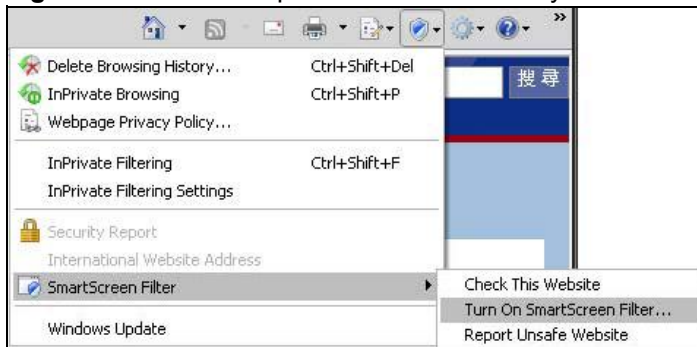 搜尋
Delete Browsing History... Ctrl+Shift+Del
InPrivate Browsing Ctrl+Shift+P
Webpage Privacy Policy...
InPrivate Filtering Ctrl+Shift+F
InPrivate Filtering Settings
Security Report
International Website Address
SmartScreen Filter
Check This Website
Turn On SmartScreen Filter...
Windows Update
Report Unsafe Website